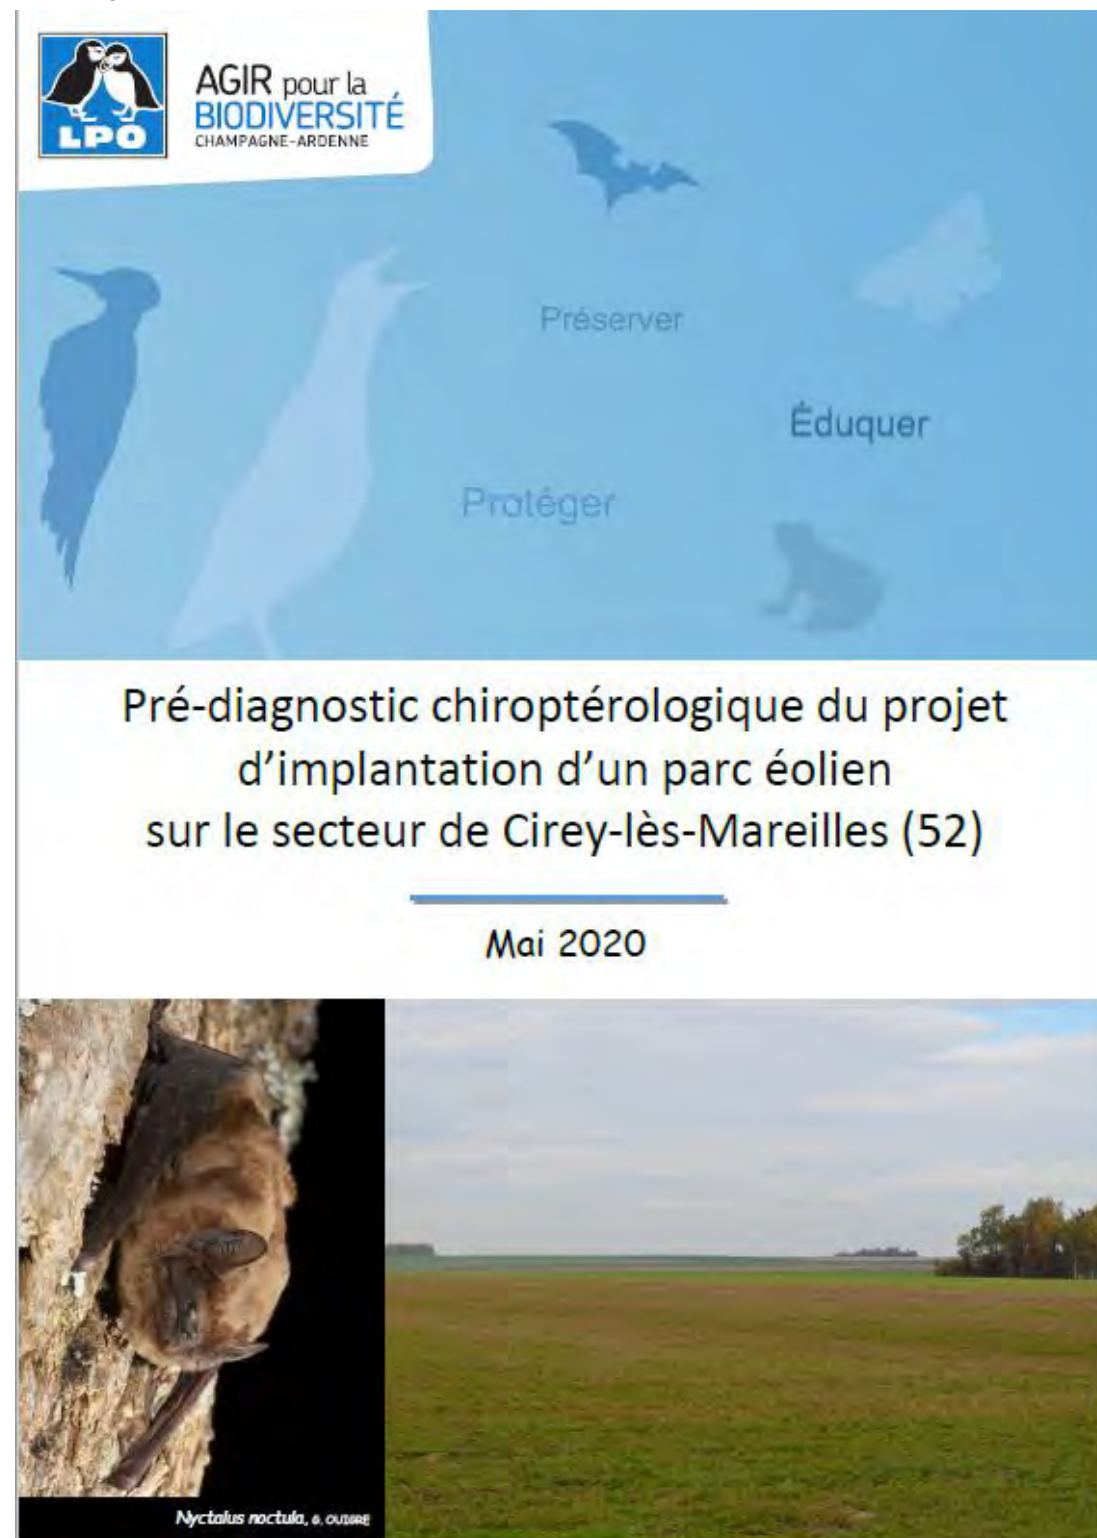 LPO
AGIR pour la
BIODIVERSITÉ
CHAMPAGNE-ARDENNE
Préserver
Éduquer
Protéger
Pré-diagnostic chiroptérologique du projet
d'implantation d'un parc éolien
sur le secteur de Cirey-lès-Mareilles (52)
Mai 2020
Nyctalus noctula,